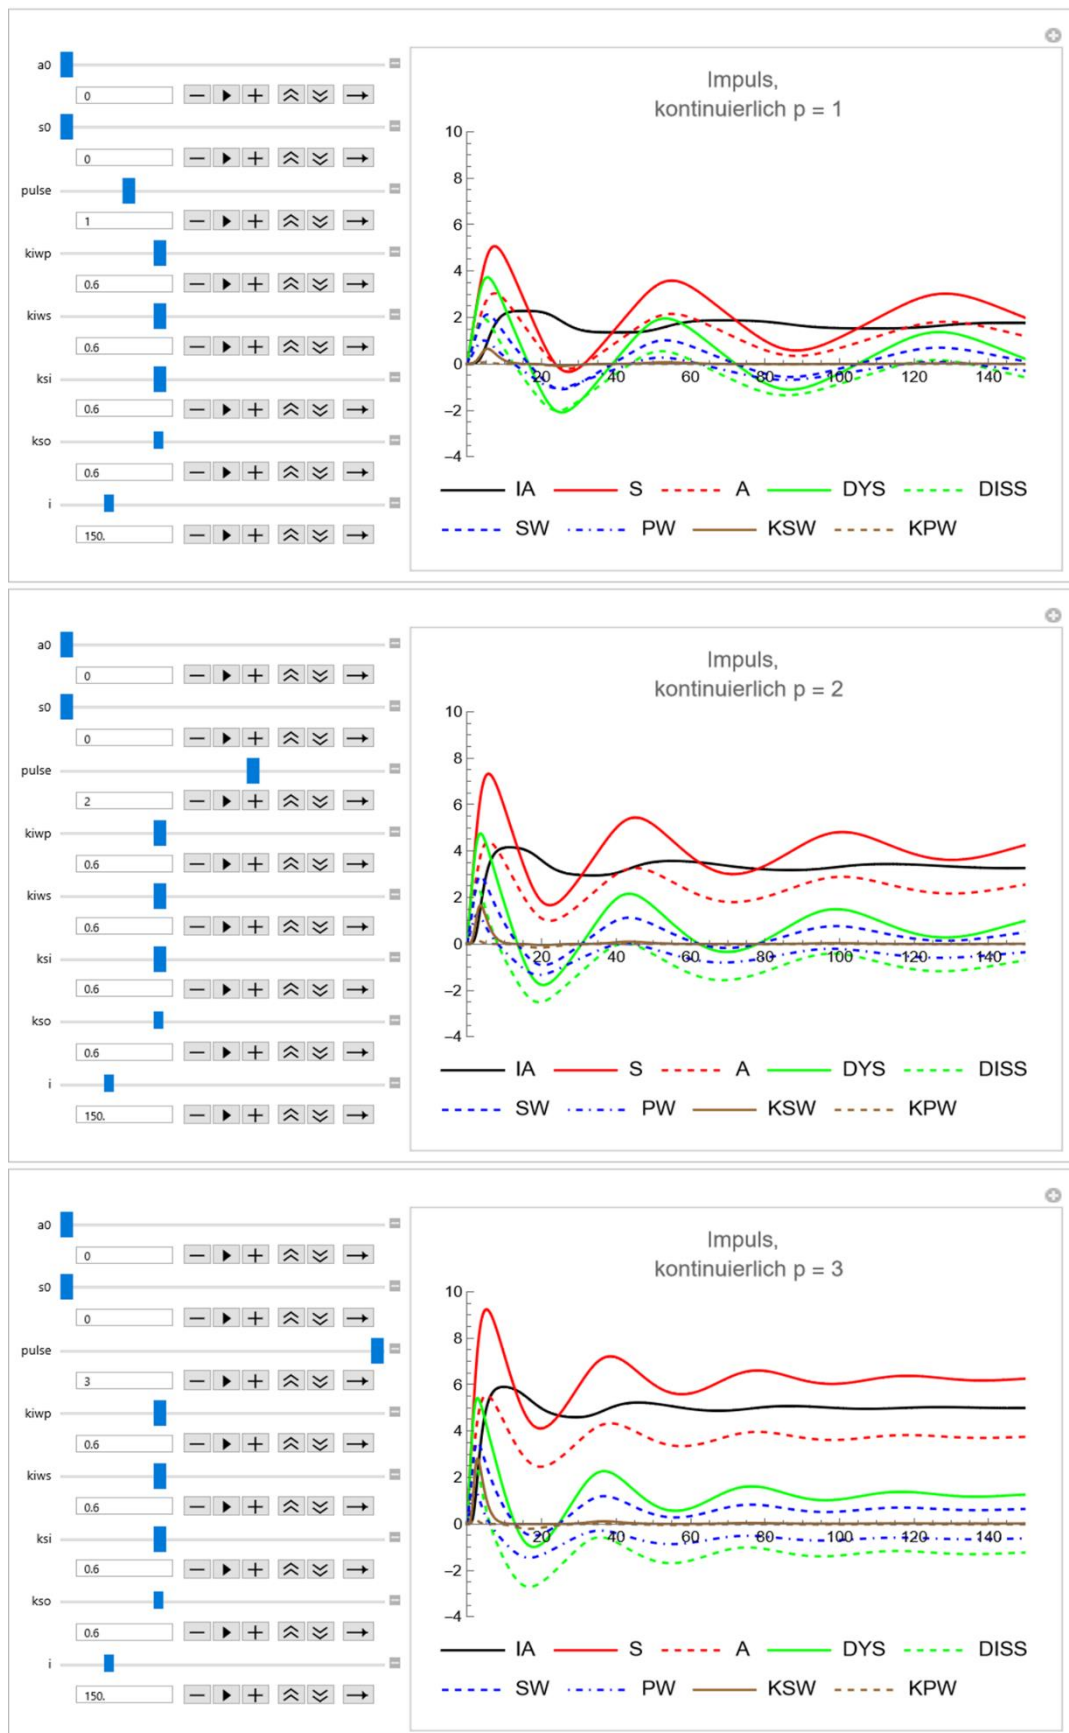 a0
0
s0
0
pulse
1
kiwp
0.6
kiws
0.6
ksi
0.6
kso
0.6
i
150.
Impuls,
kontinuierlich p = 1
10
8
6
4
2
0
−2
−4
20 40 60 80 100 120 140
IA S A DYS DISS
SW PW KSW KPW
a0
0
s0
0
pulse
2
kiwp
0.6
kiws
0.6
ksi
0.6
kso
0.6
i
150.
Impuls,
kontinuierlich p = 2
10
8
6
4
2
0
−2
−4
20 40 60 80 100 120 140
IA S A DYS DISS
SW PW KSW KPW
a0
0
s0
0
pulse
3
kiwp
0.6
kiws
0.6
ksi
0.6
kso
0.6
i
150.
Impuls,
kontinuierlich p = 3
10
8
6
4
2
0
−2
−4
20 40 60 80 100 120 140
IA S A DYS DISS
SW PW KSW KPW